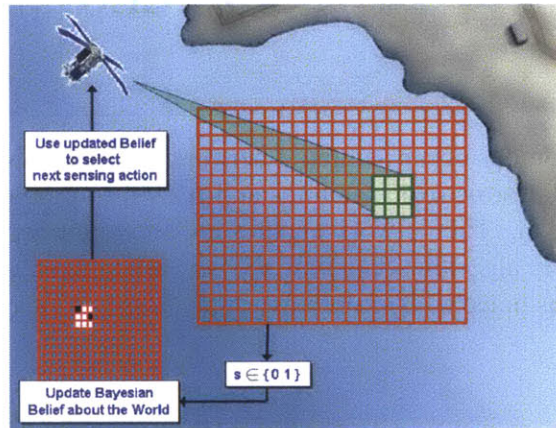 Use updated Belief
to select
next sensing action
s ∈ { 0 1 }
Update Bayesian
Belief about the World